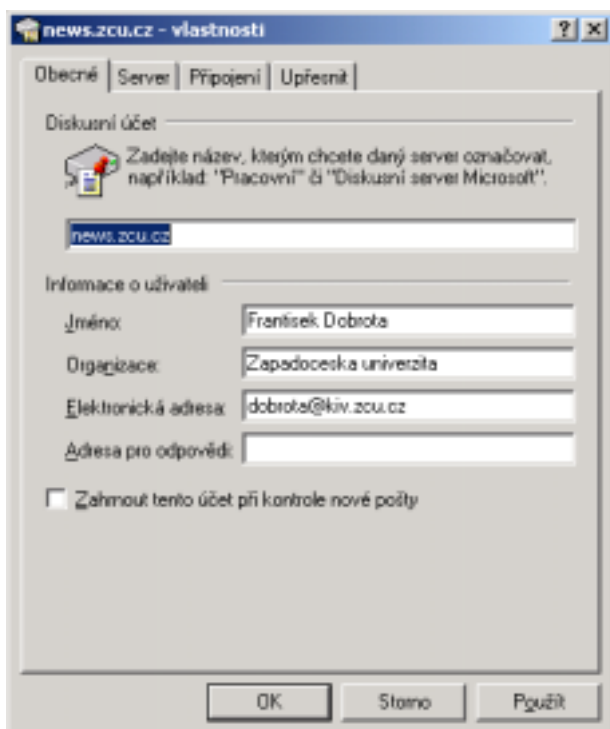 news.zcu.cz - vlastnosti
Obecné Server Připojení Upřesnit
Diskusní účet
Zadejte název, kterým chcete daný server označovat,
například: "Pracovní" či "Diskusní server Microsoft".
news.zcu.cz
Informace o uživateli
Jméno: Frantisek Dobrota
Organizace: Zapadoceska univerzita
Elektronická adresa: dobrota@kiv.zcu.cz
Adresa pro odpovědi:
Zahrnout tento účet při kontrole nové pošty
OK Storno Použít